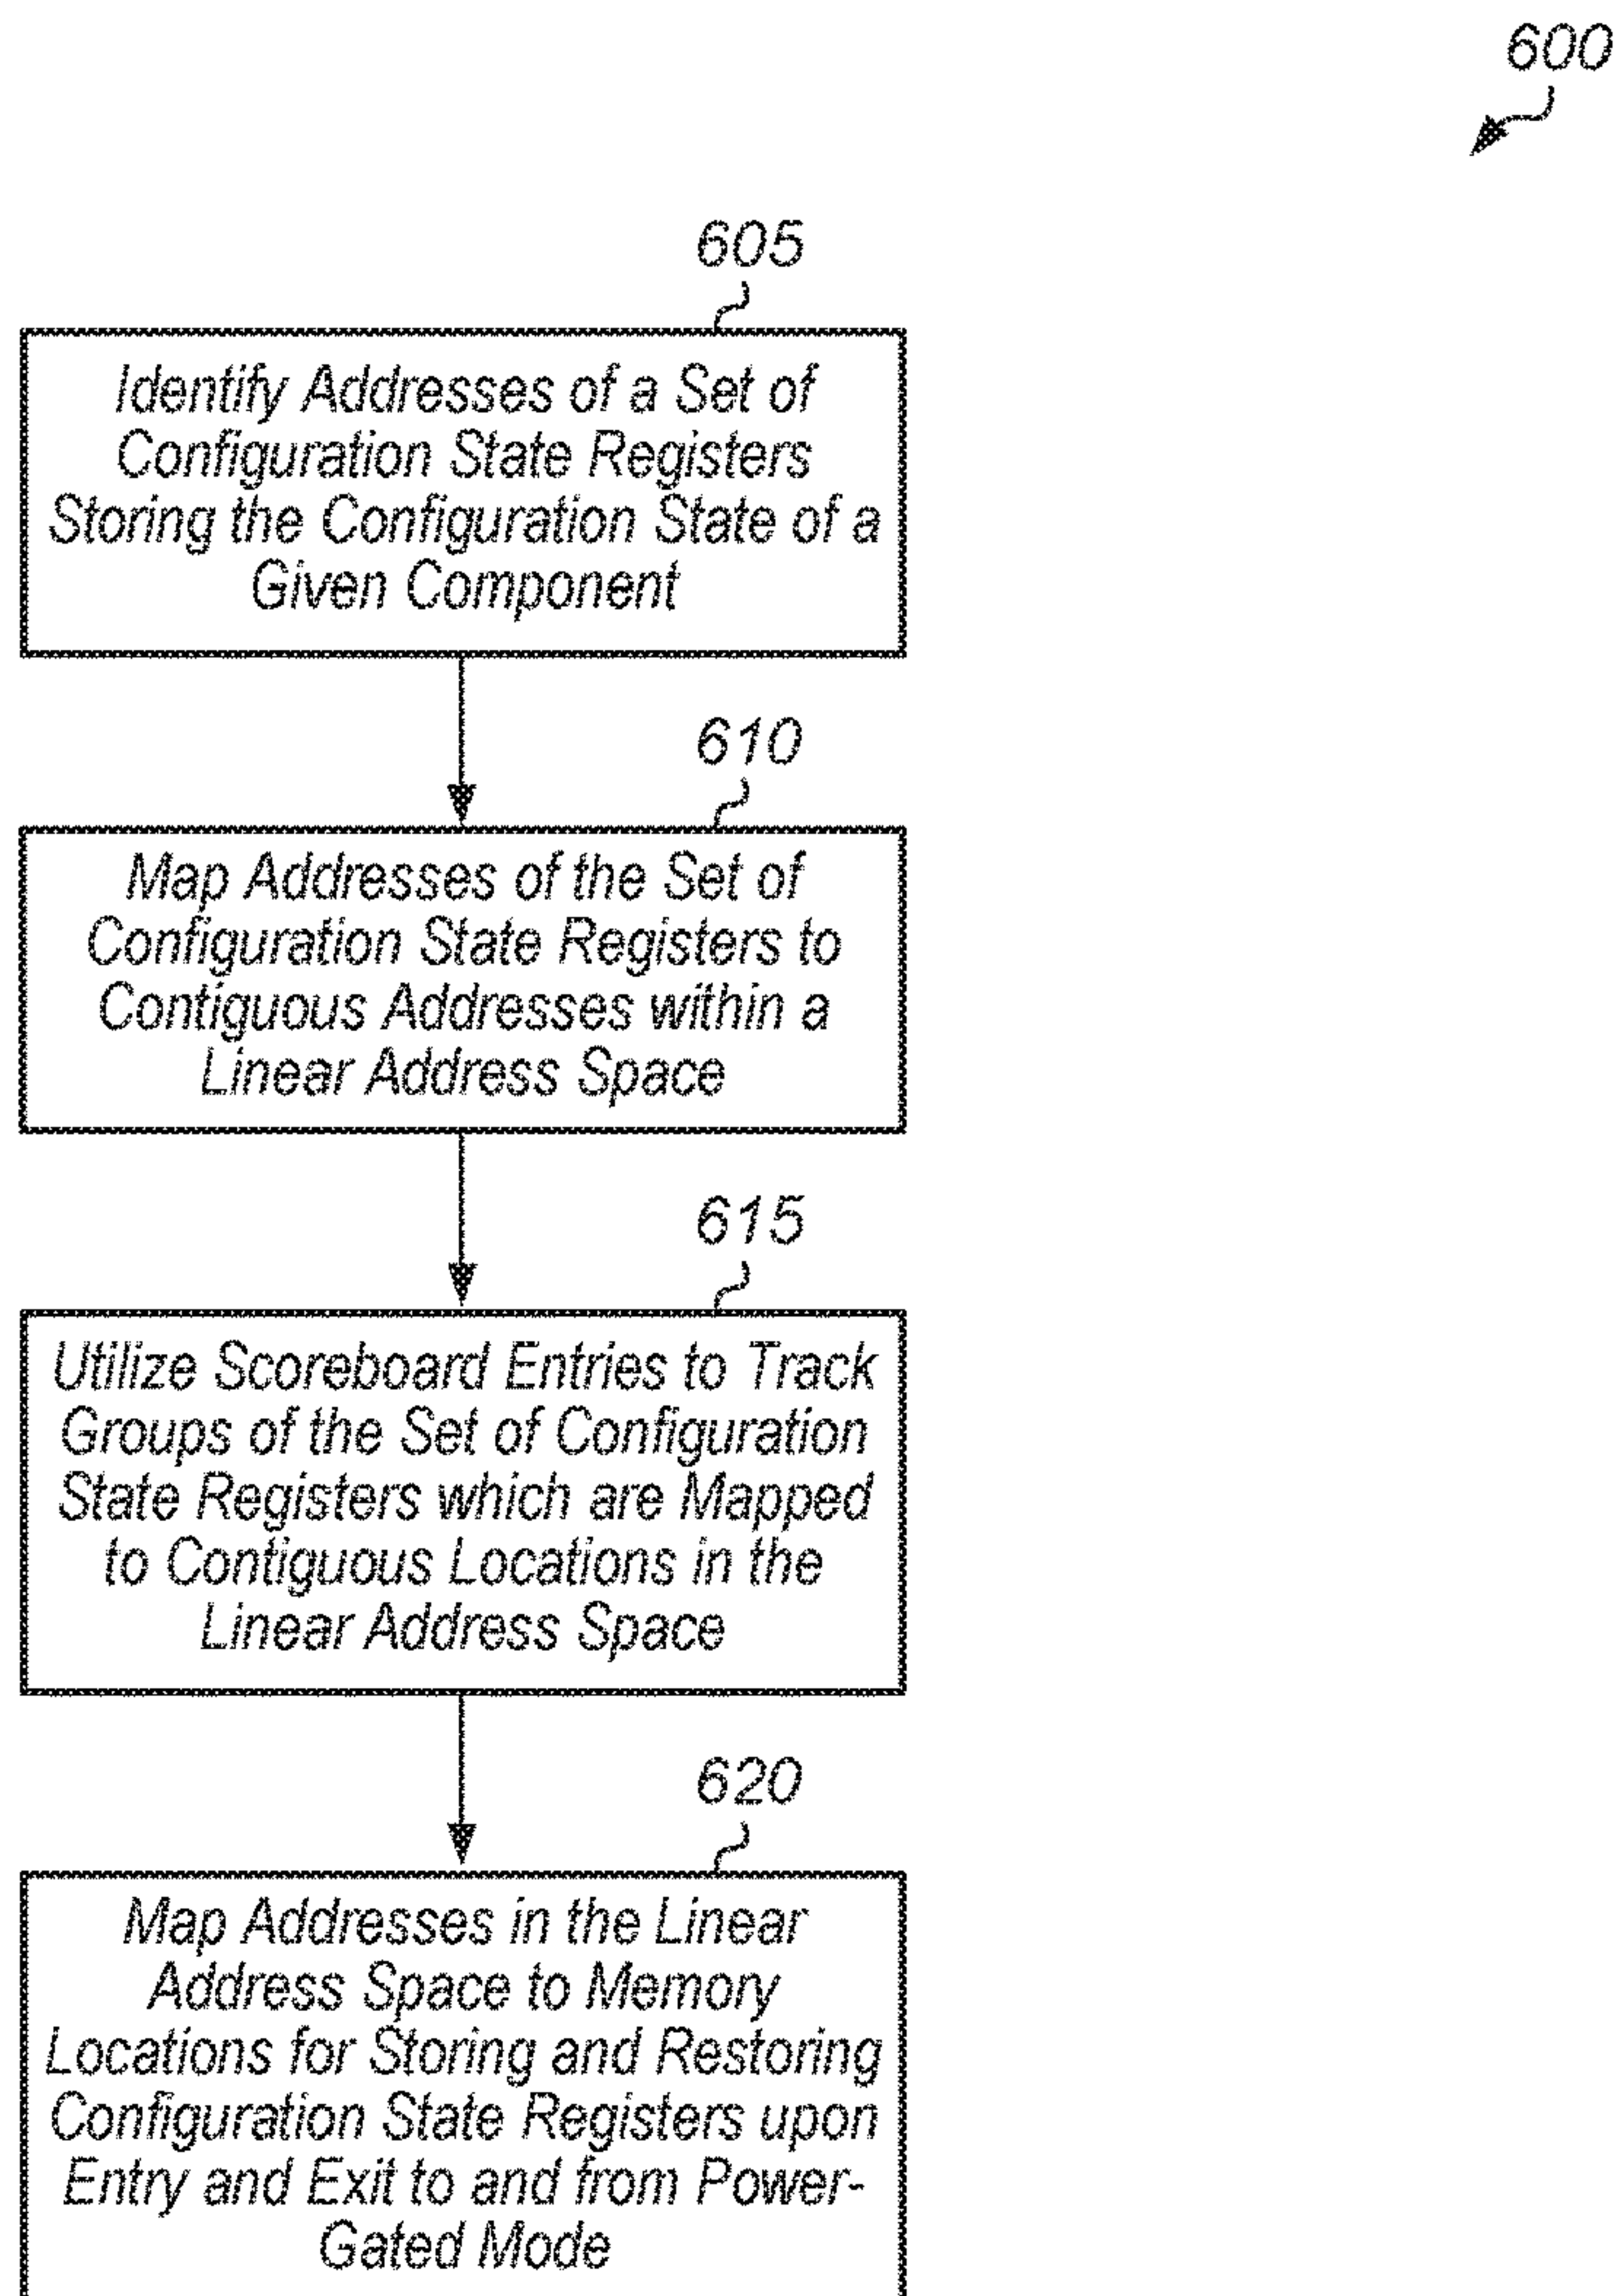 600
605
Identify Addresses of a Set of
Configuration State Registers
Storing the Configuration State of a
Given Component
610
Map Addresses of the Set of
Configuration State Registers to
Contiguous Addresses within a
Linear Address Space
615
Utilize Scoreboard Entries to Track
Groups of the Set of Configuration
State Registers which are Mapped
to Contiguous Locations in the
Linear Address Space
620
Map Addresses in the Linear
Address Space to Memory
Locations for Storing and Restoring
Configuration State Registers upon
Entry and Exit to and from Power-
Gated Mode